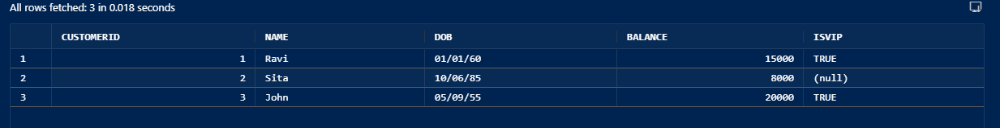 All rows fetched: 3 in 0.018 seconds
CUSTOMERID NAME DOB BALANCE ISVIP
1 1 Ravi 01/01/60 15000 TRUE
2 2 Sita 10/06/85 8000 (null)
3 3 John 05/09/55 20000 TRUE